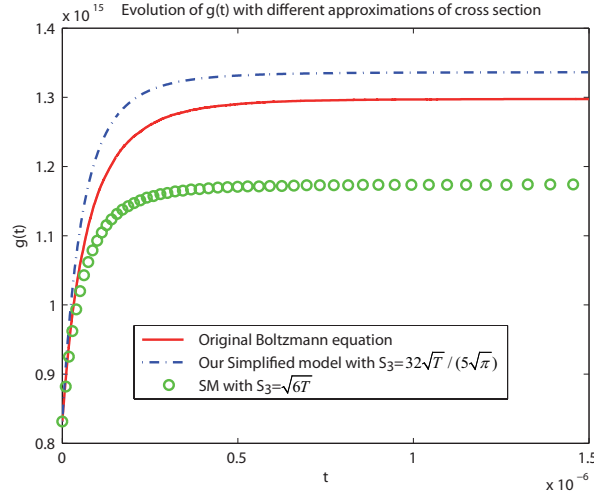 Evolution of g(t) with different approximations of cross section
x 10^15
1.4
1.3
1.2
1.1
1
0.9
0.8
g(t)
Original Boltzmann equation
Our Simplified model with S₃=32√T / (5√π)
SM with S₃=√6T
0
0.5
1
1.5
t
x 10^-6